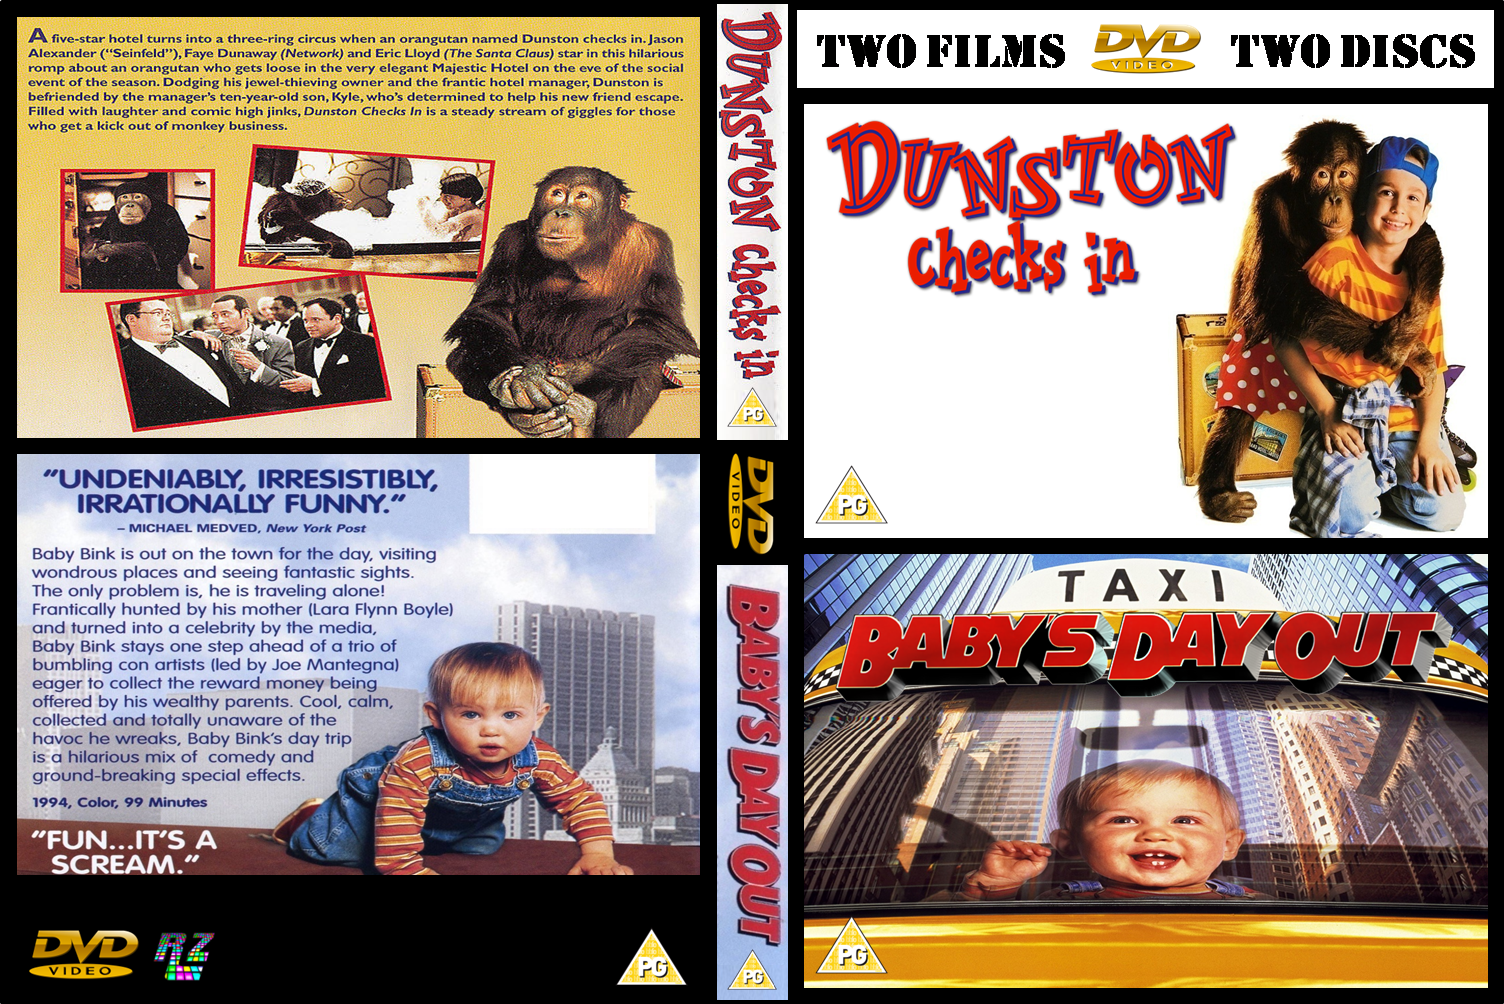 A five-star hotel turns into a three-ring circus when an orangutan named Dunston checks in. Jason
Alexander (“Seinfeld”), Faye Dunaway (Network) and Eric Lloyd (The Santa Claus) star in this hilarious
romp about an orangutan who gets loose in the very elegant Majestic Hotel on the eve of the social
event of the season. Dodging his jewel-thieving owner and the frantic hotel manager, Dunston is
befriended by the manager's ten-year-old son, Kyle, who's determined to help his new friend escape.
Filled with laughter and comic high jinks, Dunston Checks In is a steady stream of giggles for those
who get a kick out of monkey business.
"UNDENIABLY, IRRESISTIBLY,
IRRATIONALLY FUNNY."
– MICHAEL MEDVED, New York Post
Baby Bink is out on the town for the day, visiting
wondrous places and seeing fantastic sights.
The only problem is, he is traveling alone!
Frantically hunted by his mother (Lara Flynn Boyle)
and turned into a celebrity by the media,
Baby Bink stays one step ahead of a trio of
bumbling con artists (led by Joe Mantegna)
eager to collect the reward money being
offered by his wealthy parents. Cool, calm,
collected and totally unaware of the
havoc he wreaks, Baby Bink's day trip
is a hilarious mix of comedy and
ground-breaking special effects.
1994, Color, 99 Minutes
"FUN...IT'S A
SCREAM."
DVD
VIDEO
RZ
PG
DUNSTON checks in
PG
DVD
VIDEO
BABY'S DAY OUT
PG
TWO FILMS
DVD
VIDEO
TWO DISCS
DUNSTON
checks in
PG
TAXI
BABY'S DAY OUT
PG